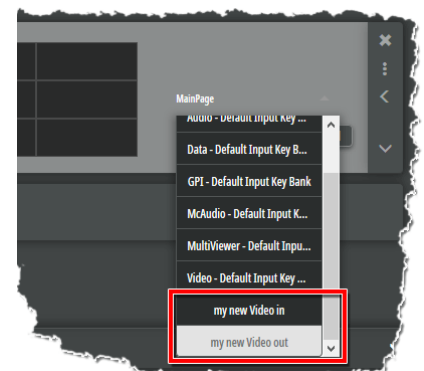 MainPage
Audio - Default Input Key ...
Data - Default Input Key B...
GPI - Default Input Key Bank
McAudio - Default Input K...
MultiViewer - Default Inpu...
Video - Default Input Key ...
my new Video in
my new Video out